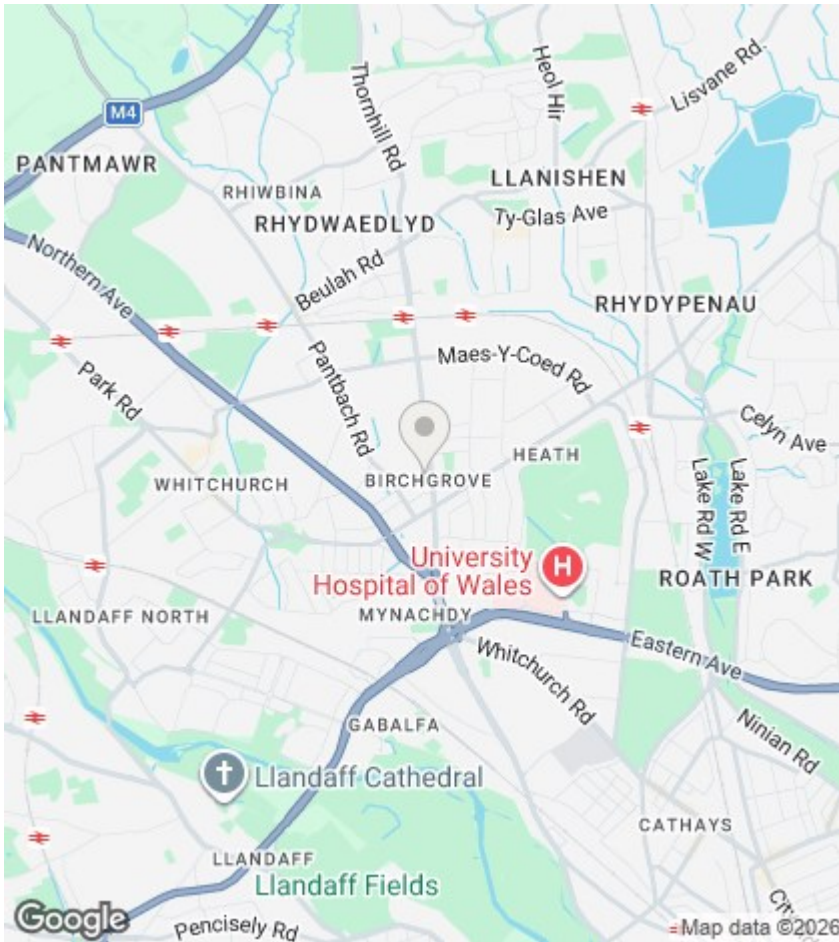 Lisvane Rd.
Heol Hir
Thornhill Rd
M4
PANTMAWR
RHIWBINA
LLANISHEN
RHYDWAEDLYD
Ty-Glas Ave
Northern Ave
Beulah Rd
RHYDYPENAU
Pantbach Rd
Maes-Y-Coed Rd
Park Rd
Celyn Ave
HEATH
WHITCHURCH
BIRCHGROVE
Lake Rd W
Lake Rd E
University
Hospital of Wales
H
ROATH PARK
LLANDAFF NORTH
MYNACHDY
Whitchurch Rd
Eastern Ave
GABALFA
Ninian Rd
Llandaff Cathedral
CATHAYS
LLANDAFF
Llandaff Fields
Google
Pencisely Rd
Map data ©2026